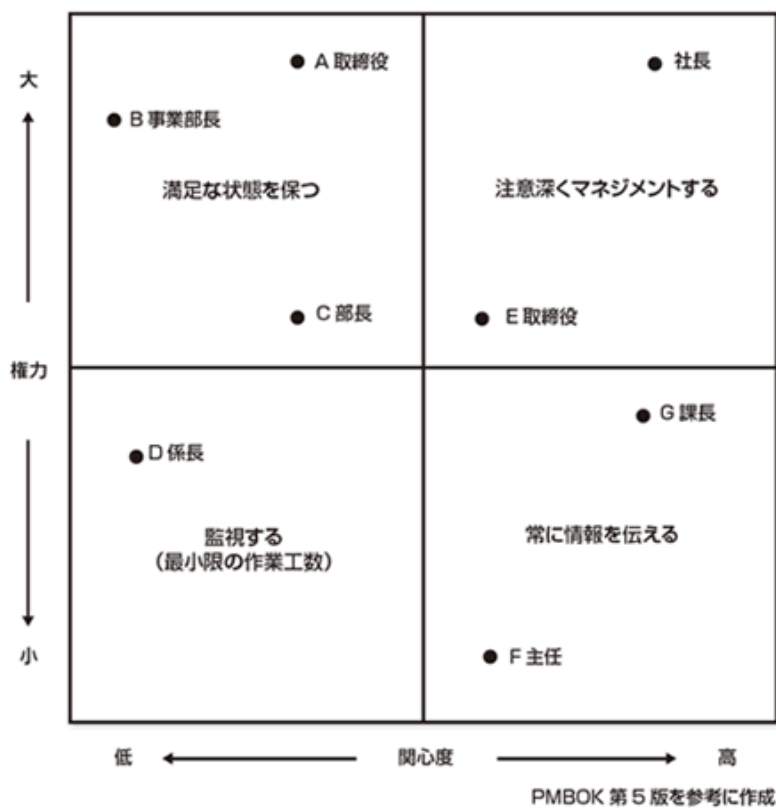 大
A 取締役
社長
B 事業部長
満足な状態を保つ
注意深くマネジメントする
C 部長
E 取締役
権力
G 課長
D 係長
監視する
（最小限の作業工数）
常に情報を伝える
小
F 主任
低
関心度
高
PMBOK 第 5 版を参考に作成